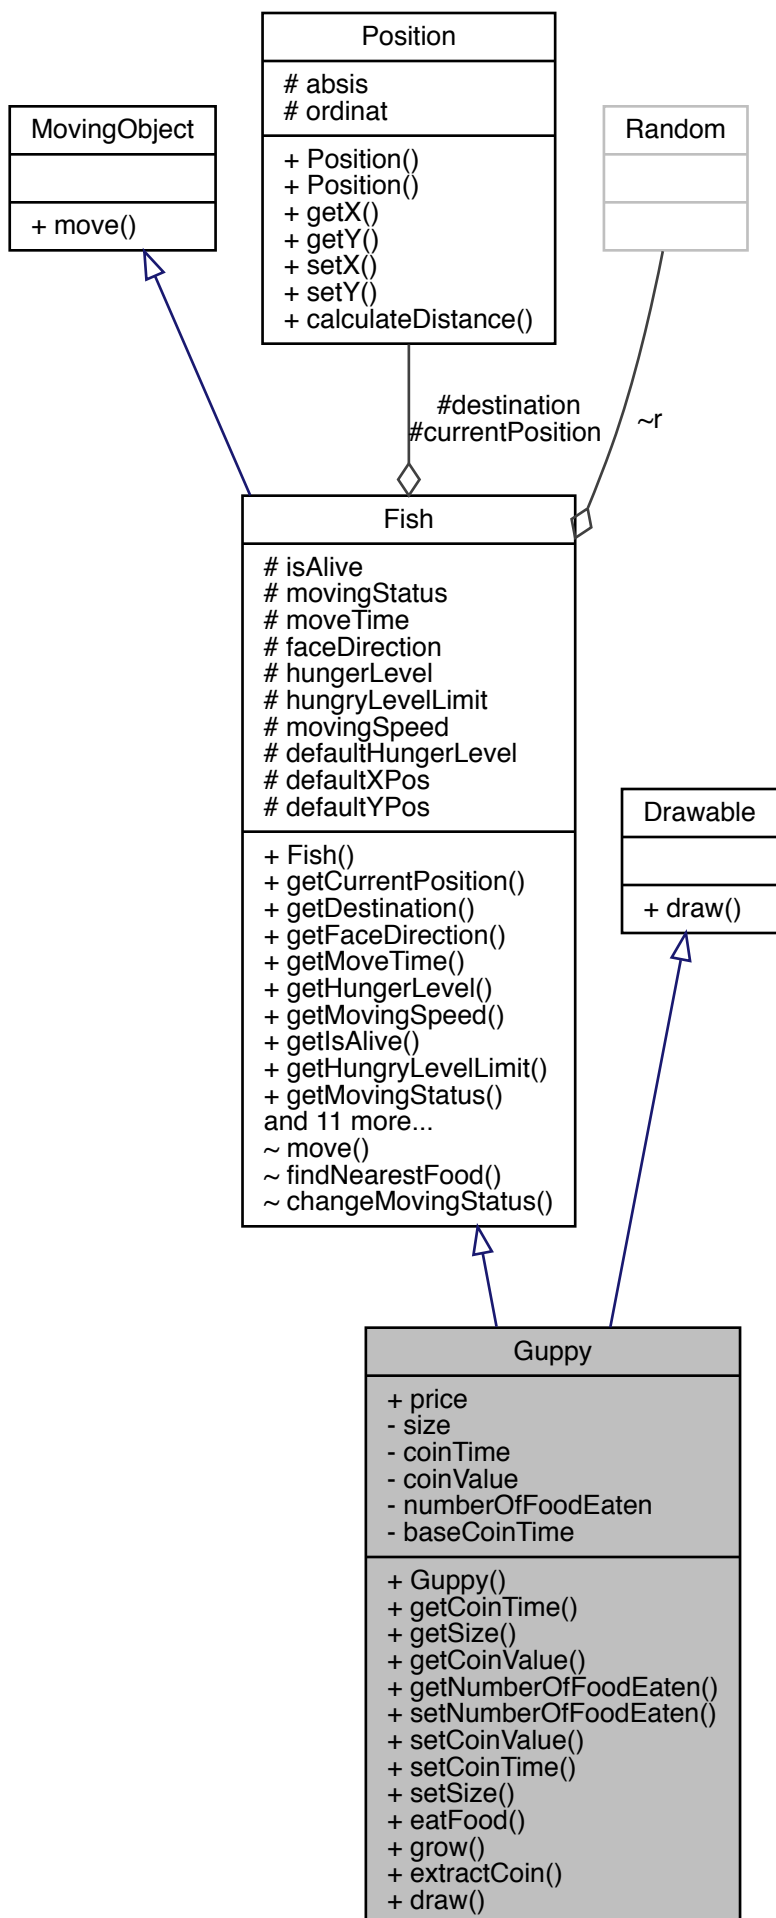 Position
# absis
# ordinat
+ Position()
+ Position()
+ getX()
+ getY()
+ setX()
+ setY()
+ calculateDistance()
MovingObject
+ move()
Random
#destination
#currentPosition
~r
Fish
# isAlive
# movingStatus
# moveTime
# faceDirection
# hungerLevel
# hungryLevelLimit
# movingSpeed
# defaultHungerLevel
# defaultXPos
# defaultYPos
+ Fish()
+ getCurrentPosition()
+ getDestination()
+ getFaceDirection()
+ getMoveTime()
+ getHungerLevel()
+ getMovingSpeed()
+ getIsAlive()
+ getHungryLevelLimit()
+ getMovingStatus()
and 11 more...
~ move()
~ findNearestFood()
~ changeMovingStatus()
Drawable
+ draw()
Guppy
+ price
- size
- coinTime
- coinValue
- numberOfFoodEaten
- baseCoinTime
+ Guppy()
+ getCoinTime()
+ getSize()
+ getCoinValue()
+ getNumberOfFoodEaten()
+ setNumberOfFoodEaten()
+ setCoinValue()
+ setCoinTime()
+ setSize()
+ eatFood()
+ grow()
+ extractCoin()
+ draw()